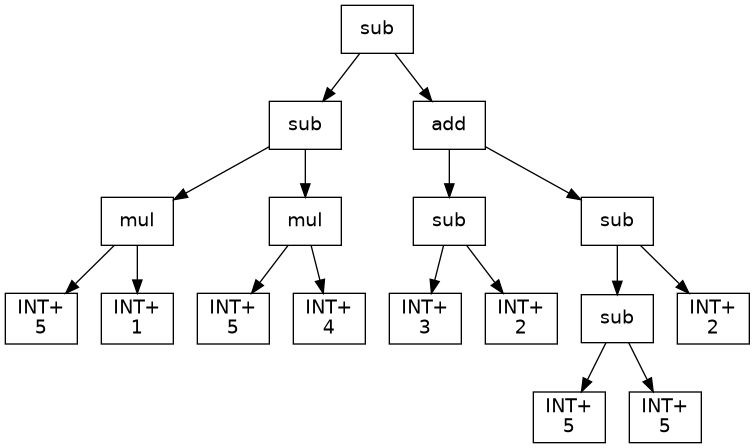 sub
sub
add
mul
mul
sub
sub
INT+
5
INT+
1
INT+
5
INT+
4
INT+
3
INT+
2
sub
INT+
2
INT+
5
INT+
5